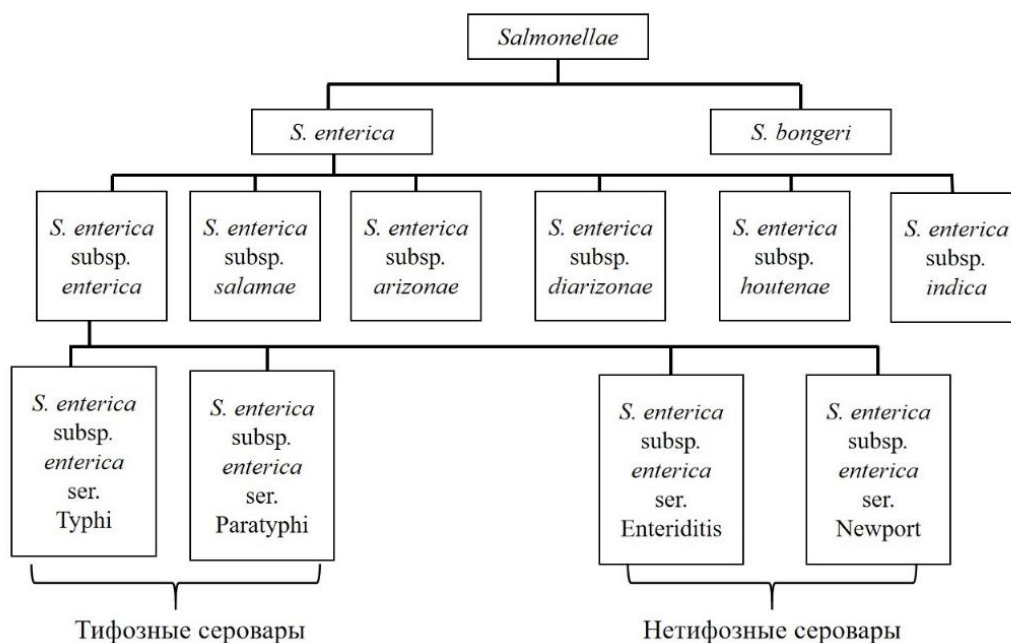 Salmonellae
S. enterica
S. bongeri
S. enterica
subsp.
enterica
S. enterica
subsp.
salamae
S. enterica
subsp.
arizonae
S. enterica
subsp.
diarizonae
S. enterica
subsp.
houtenae
S. enterica
subsp.
indica
S. enterica
subsp.
enterica
ser.
Typhi
S. enterica
subsp.
enterica
ser.
Paratyphi
S. enterica
subsp.
enterica
ser.
Enteriditis
S. enterica
subsp.
enterica
ser.
Newport
Тифозные серовары
Нетифозные серовары